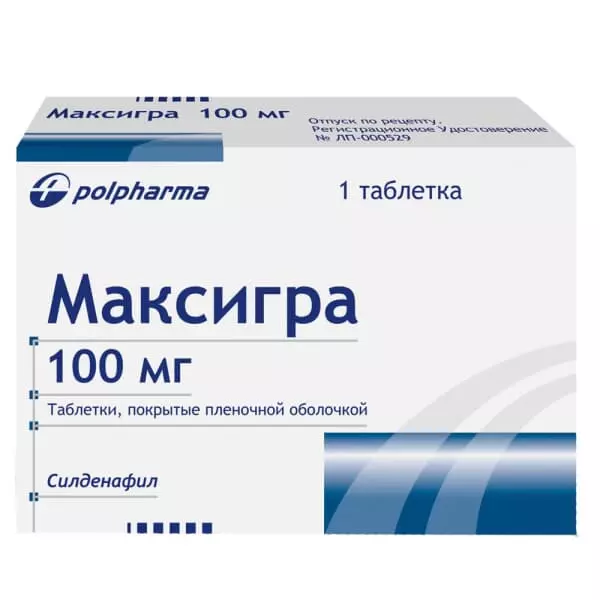 Максигра 100 мг
Отпуск по рецепту,
Регистрационное Удостоверение
№ ЛП-000529
polpharma
1 таблетка
Максигра
100 мг
Таблетки, покрытые пленочной оболочкой
Силденафил